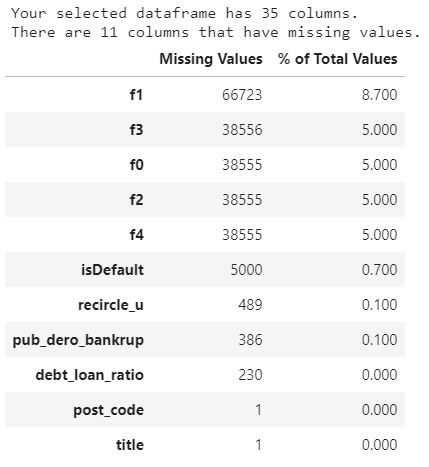 Your selected dataframe has 35 columns.
There are 11 columns that have missing values.
Missing Values % of Total Values
f1 66723 8.700
f3 38556 5.000
f0 38555 5.000
f2 38555 5.000
f4 38555 5.000
isDefault 5000 0.700
recircle_u 489 0.100
pub_dero_bankrup 386 0.100
debt_loan_ratio 230 0.000
post_code 1 0.000
title 1 0.000